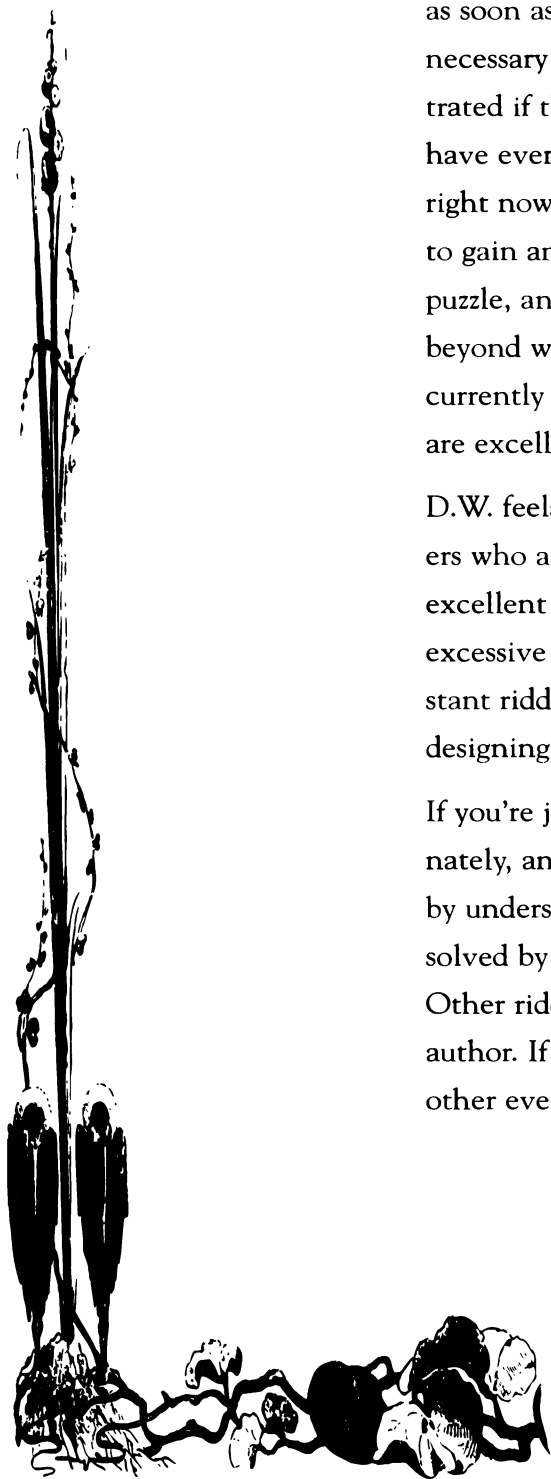 as soon as
necessary
trated if t
have ever
right now
to gain an
puzzle, an
beyond w
currently
are excell
D.W. feels
ers who a
excellent
excessive
stant ridd
designing
If you're j
nately, an
by unders
solved by
Other ridd
author. If
other eve